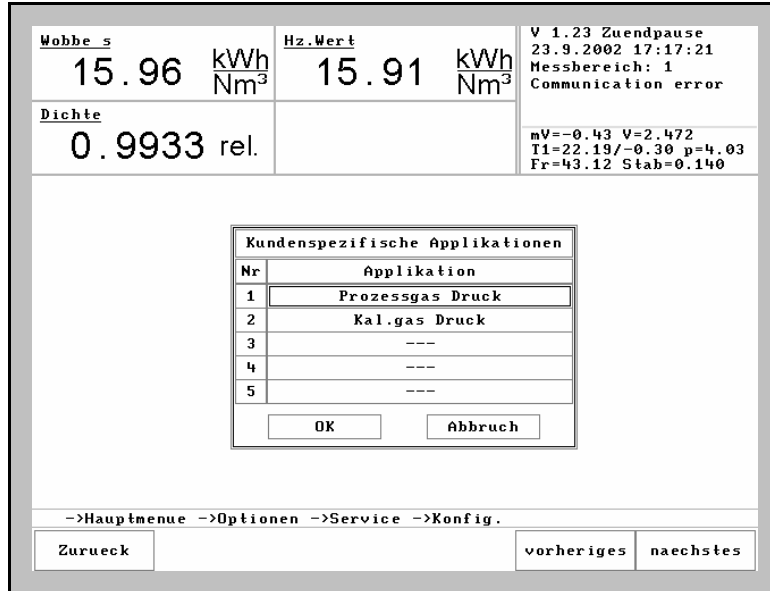 Wobbe s
15.96 kWh/Nm³
Hz.Wert
15.91 kWh/Nm³
V 1.23 Zuendpause
23.9.2002 17:17:21
Messbereich: 1
Communication error
Dichte
0.9933 rel.
mV=-0.43 V=2.472
T1=22.19/-0.30 p=4.03
Fr=43.12 Stab=0.140
Kundenspezifische Applikationen
Nr Applikation
1 Prozessgas Druck
2 Kal.gas Druck
3 ---
4 ---
5 ---
OK Abbruch
->Hauptmenue ->Optionen ->Service ->Konfig.
Zurueck vorheriges naechstes